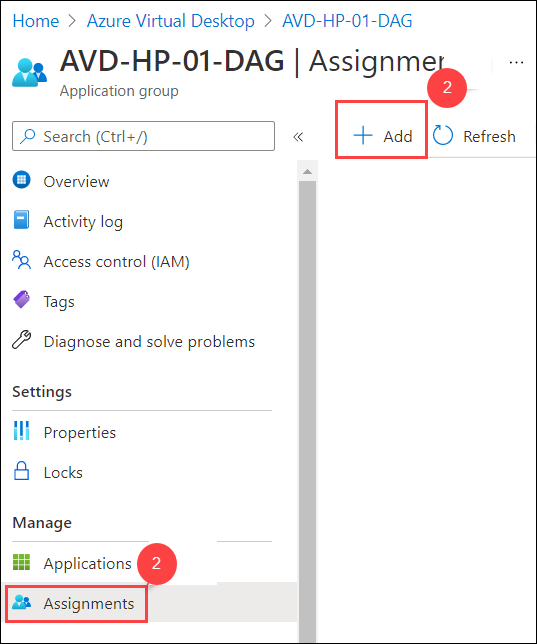 Home > Azure Virtual Desktop > AVD-HP-01-DAG
AVD-HP-01-DAG | Assignmer
Application group
2
Search (Ctrl+/)
«
+ Add
Refresh
Overview
Activity log
Access control (IAM)
Tags
Diagnose and solve problems
Settings
Properties
Locks
Manage
Applications
2
Assignments